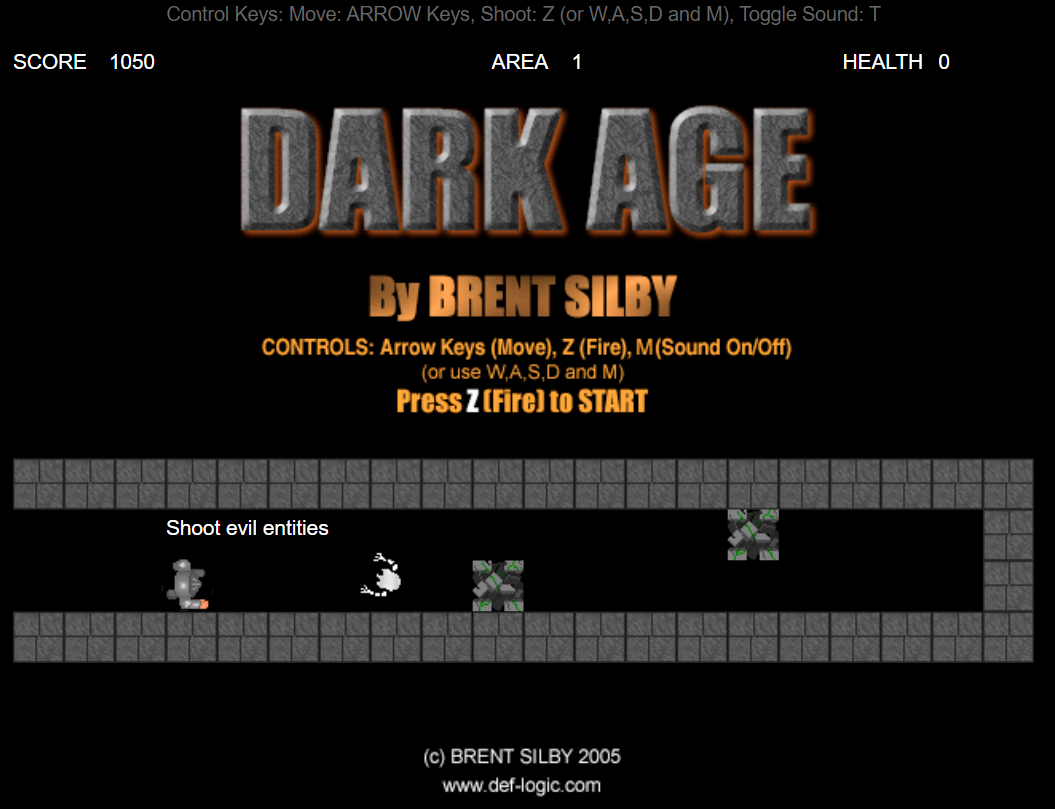 Control Keys: Move: ARROW Keys, Shoot: Z (or W,A,S,D and M), Toggle Sound: T
SCORE 1050 AREA 1 HEALTH 0
DARK AGE
By BRENT SILBY
CONTROLS: Arrow Keys (Move), Z (Fire), M(Sound On/Off)
(or use W,A,S,D and M)
Press Z (Fire) to START
Shoot evil entities
(c) BRENT SILBY 2005
www.def-logic.com